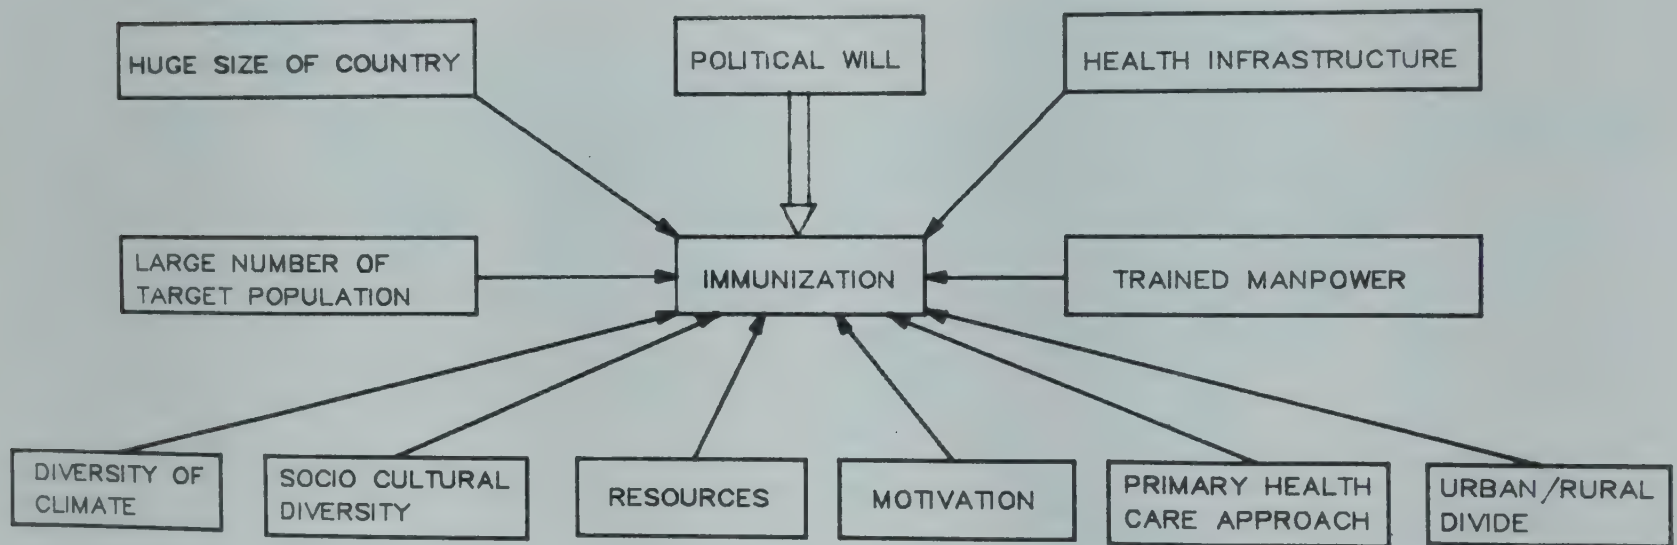 HUGE SIZE OF COUNTRY
POLITICAL WILL
HEALTH INFRASTRUCTURE
LARGE NUMBER OF
TARGET POPULATION
IMMUNIZATION
TRAINED MANPOWER
DIVERSITY OF
CLIMATE
SOCIO CULTURAL
DIVERSITY
RESOURCES
MOTIVATION
PRIMARY HEALTH
CARE APPROACH
URBAN/RURAL
DIVIDE